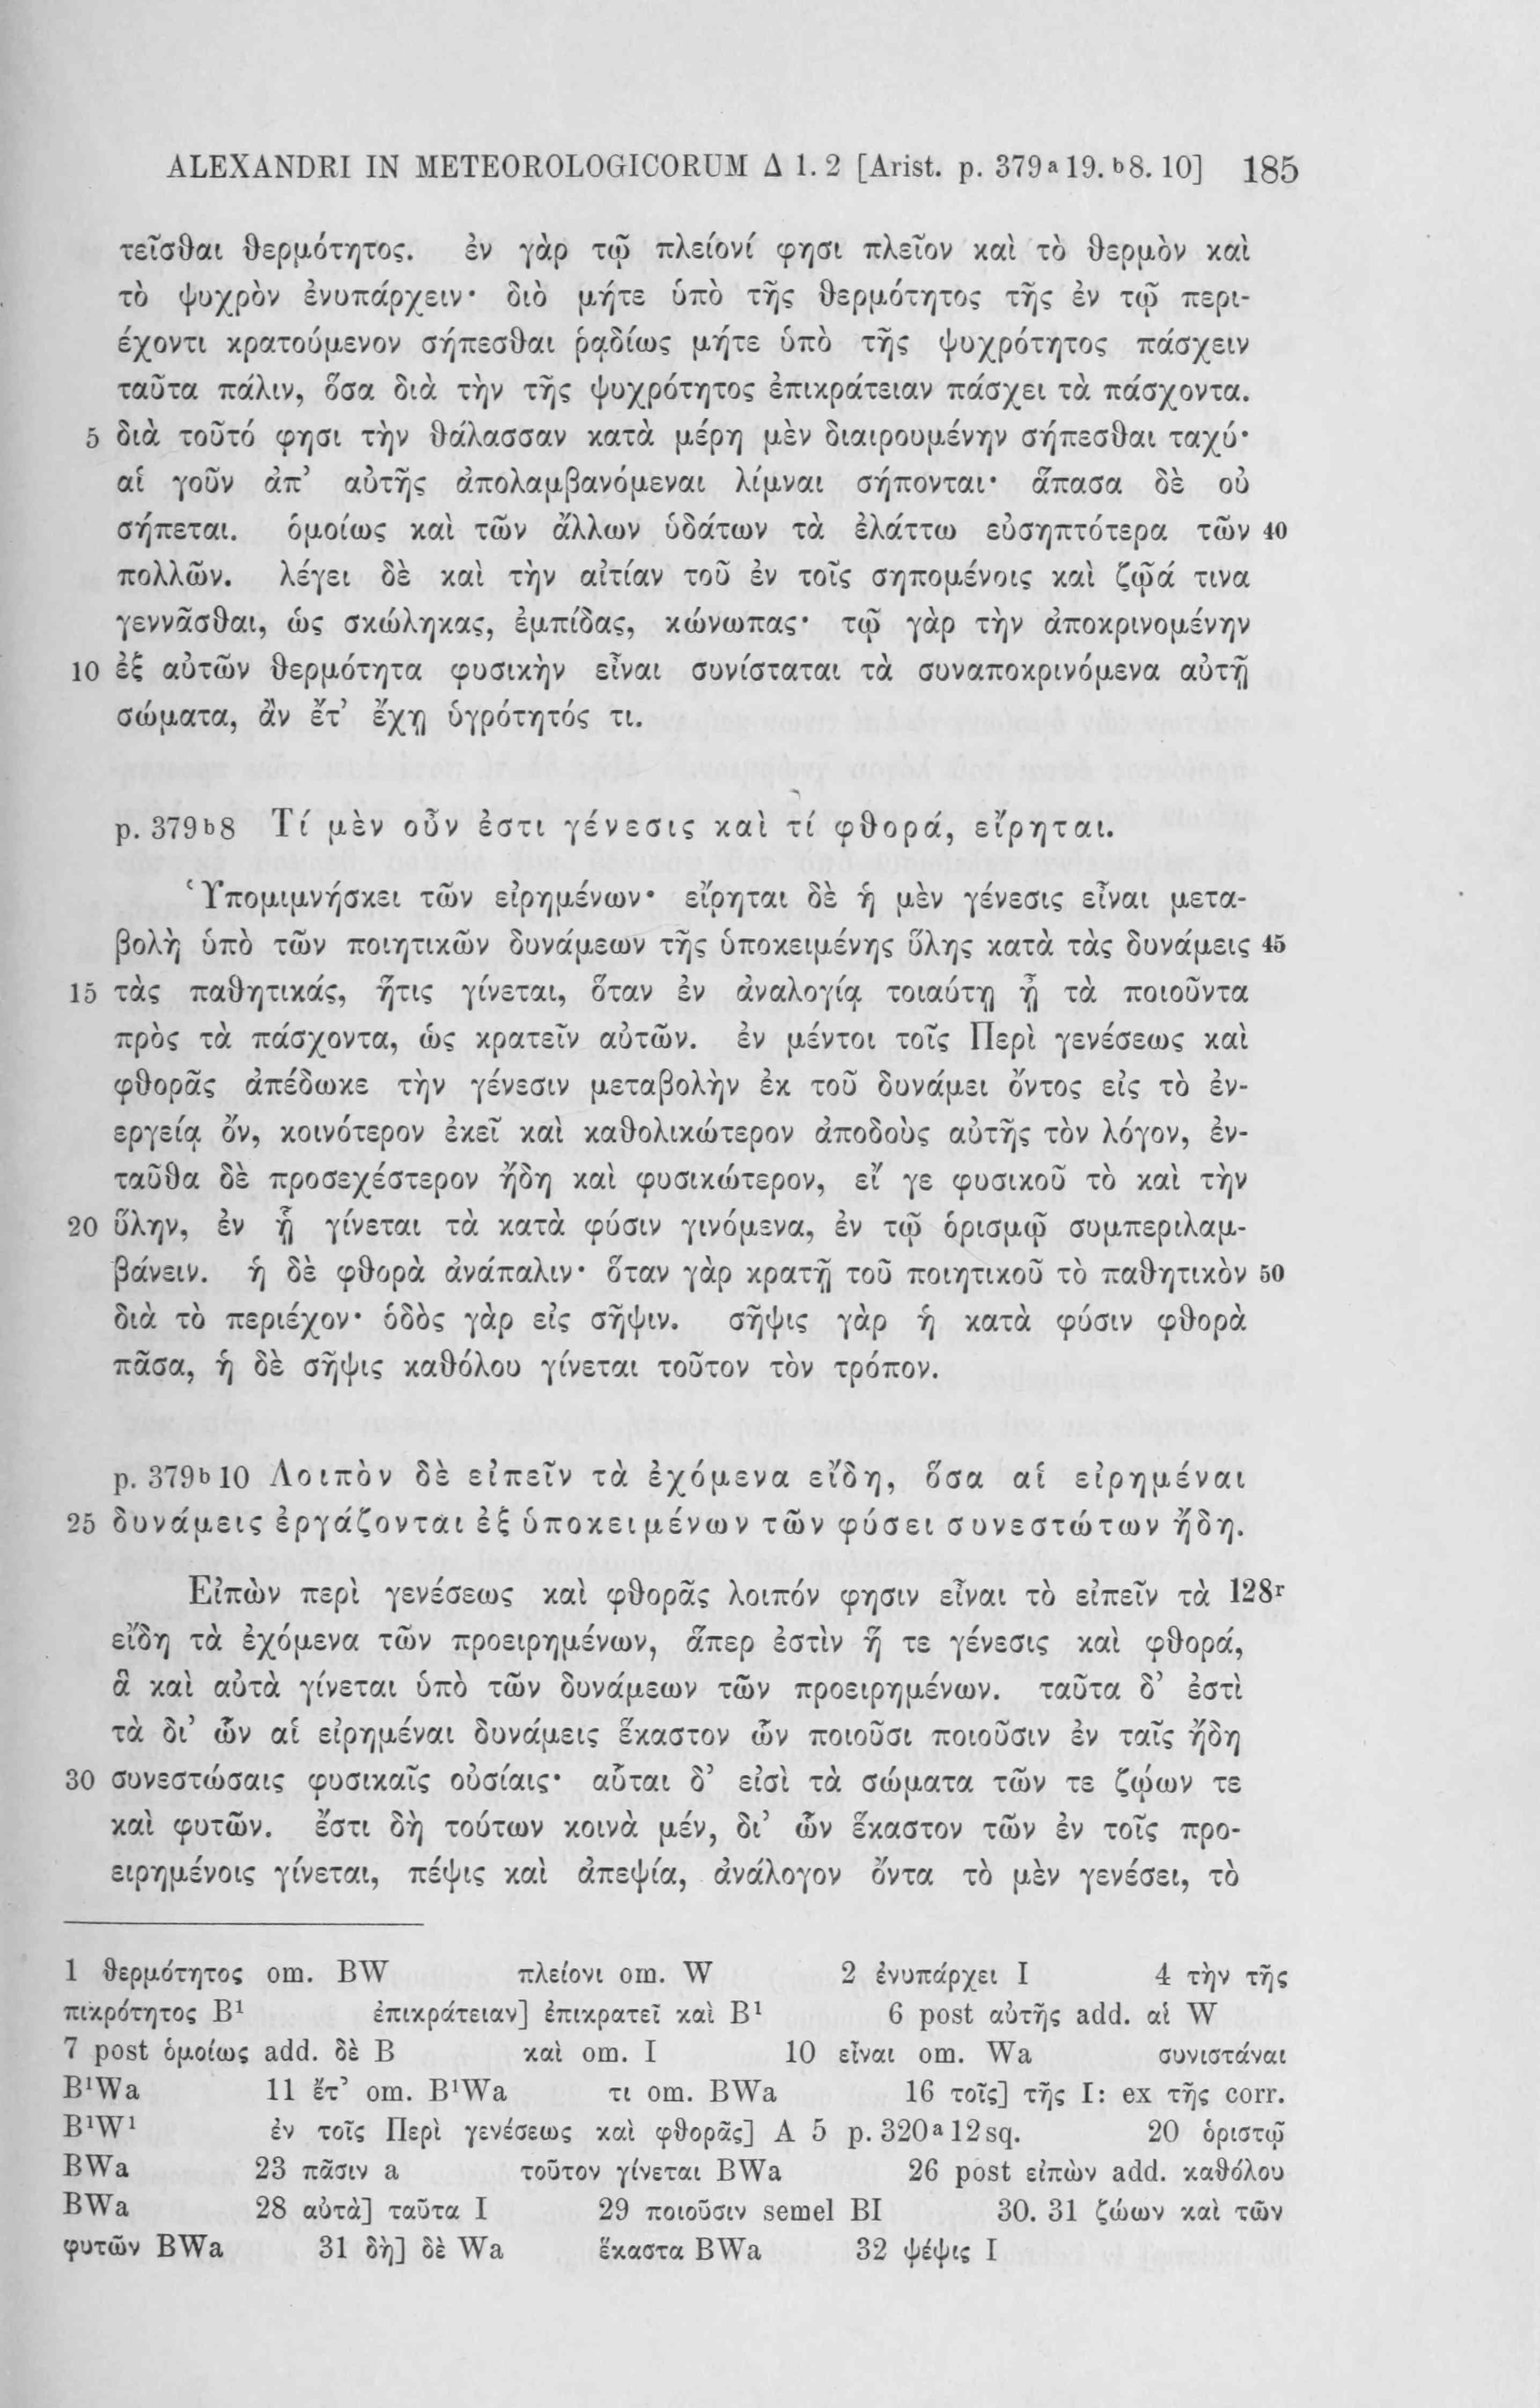 ALEXANDRI IN METEOROLOGICORUM Δ 1. 2 [Arist. p. 379ᵃ19. ᵇ8. 10] 185
τεῖσθαι θερμότητος. ἐν γὰρ τῷ πλείονί φησι πλεῖον καὶ τὸ θερμὸν καὶ
τὸ ψυχρὸν ἐνυπάρχειν· διὸ μήτε ὑπὸ τῆς θερμότητος τῆς ἐν τῷ περι-
έχοντι κρατούμενον σήπεσθαι ῥᾳδίως μήτε ὑπὸ τῆς ψυχρότητος πάσχειν
ταῦτα πάλιν, ὅσα διὰ τὴν τῆς ψυχρότητος ἐπικράτειαν πάσχει τὰ πάσχοντα.
5 διὰ τοῦτό φησι τὴν θάλασσαν κατὰ μέρη μὲν διαιρουμένην σήπεσθαι ταχύ·
αἱ γοῦν ἀπ’ αὐτῆς ἀπολαμβανόμεναι λίμναι σήπονται· ἅπασα δὲ οὐ
σήπεται. ὁμοίως καὶ τῶν ἄλλων ὑδάτων τὰ ἐλάττω εὐσηπτότερα τῶν 40
πολλῶν. λέγει δὲ καὶ τὴν αἰτίαν τοῦ ἐν τοῖς σηπομένοις καὶ ζῷά τινα
γεννᾶσθαι, ὡς σκώληκας, ἐμπίδας, κώνωπας· τῷ γὰρ τὴν ἀποκρινομένην
10 ἐξ αὐτῶν θερμότητα φυσικὴν εἶναι συνίσταται τὰ συναποκρινόμενα αὐτῇ
σώματα, ἂν ἔτ’ ἔχῃ ὑγρότητός τι.
p. 379ᵇ8 Τί μὲν οὖν ἐστι γένεσις καὶ τί φθορά, εἴρηται.
Ὑπομιμνήσκει τῶν εἰρημένων· εἴρηται δὲ ἡ μὲν γένεσις εἶναι μετα-
βολὴ ὑπὸ τῶν ποιητικῶν δυνάμεων τῆς ὑποκειμένης ὕλης κατὰ τὰς δυνάμεις 45
15 τὰς παθητικάς, ἥτις γίνεται, ὅταν ἐν ἀναλογίᾳ τοιαύτῃ ᾖ τὰ ποιοῦντα
πρὸς τὰ πάσχοντα, ὡς κρατεῖν αὐτῶν. ἐν μέντοι τοῖς Περὶ γενέσεως καὶ
φθορᾶς ἀπέδωκε τὴν γένεσιν μεταβολὴν ἐκ τοῦ δυνάμει ὄντος εἰς τὸ ἐν-
εργείᾳ ὄν, κοινότερον ἐκεῖ καὶ καθολικώτερον ἀποδοὺς αὐτῆς τὸν λόγον, ἐν-
ταῦθα δὲ προσεχέστερον ἤδη καὶ φυσικώτερον, εἴ γε φυσικοῦ τὸ καὶ τὴν
20 ὕλην, ἐν ᾗ γίνεται τὰ κατὰ φύσιν γινόμενα, ἐν τῷ ὁρισμῷ συμπεριλαμ-
βάνειν. ἡ δὲ φθορὰ ἀνάπαλιν· ὅταν γὰρ κρατῇ τοῦ ποιητικοῦ τὸ παθητικὸν 50
διὰ τὸ περιέχον· ὁδὸς γὰρ εἰς σῆψιν. σῆψις γὰρ ἡ κατὰ φύσιν φθορὰ
πᾶσα, ἡ δὲ σῆψις καθόλου γίνεται τοῦτον τὸν τρόπον.
p. 379ᵇ10 Λοιπὸν δὲ εἰπεῖν τὰ ἐχόμενα εἴδη, ὅσα αἱ εἰρημέναι
25 δυνάμεις ἐργάζονται ἐξ ὑποκειμένων τῶν φύσει συνεστώτων ἤδη.
Εἰπὼν περὶ γενέσεως καὶ φθορᾶς λοιπόν φησιν εἶναι τὸ εἰπεῖν τὰ 128ʳ
εἴδη τὰ ἐχόμενα τῶν προειρημένων, ἅπερ ἐστὶν ἥ τε γένεσις καὶ φθορά,
ἃ καὶ αὐτὰ γίνεται ὑπὸ τῶν δυνάμεων τῶν προειρημένων. ταῦτα δ’ ἐστὶ
τὰ δι’ ὧν αἱ εἰρημέναι δυνάμεις ἕκαστον ὧν ποιοῦσι ποιοῦσιν ἐν ταῖς ἤδη
30 συνεστώσαις φυσικαῖς οὐσίαις· αὗται δ’ εἰσὶ τὰ σώματα τῶν τε ζῴων τε
καὶ φυτῶν. ἔστι δὴ τούτων κοινὰ μέν, δι’ ὧν ἕκαστον τῶν ἐν τοῖς προ-
ειρημένοις γίνεται, πέψις καὶ ἀπεψία, ἀνάλογον ὄντα τὸ μὲν γενέσει, τὸ
1 θερμότητος om. BW πλείονι om. W 2 ἐνυπάρχει I 4 τὴν τῆς
πικρότητος B¹ ἐπικράτειαν] ἐπικρατεῖ καὶ B¹ 6 post αὐτῆς add. αἱ W
7 post ὁμοίως add. δὲ B καὶ om. I 10 εἶναι om. Wa συνιστάναι
B¹Wa 11 ἔτ’ om. B¹Wa τι om. BWa 16 τοῖς] τῆς I: ex τῆς corr.
B¹W¹ ἐν τοῖς Περὶ γενέσεως καὶ φθορᾶς] A 5 p. 320ᵃ12 sq. 20 ὁριστῷ
BWa 23 πᾶσιν a τοῦτον γίνεται BWa 26 post εἰπὼν add. καθόλου
BWa 28 αὐτὰ] ταῦτα I 29 ποιοῦσιν semel BI 30. 31 ζώων καὶ τῶν
φυτῶν BWa 31 δὴ] δὲ Wa ἕκαστα BWa 32 ψέψις I